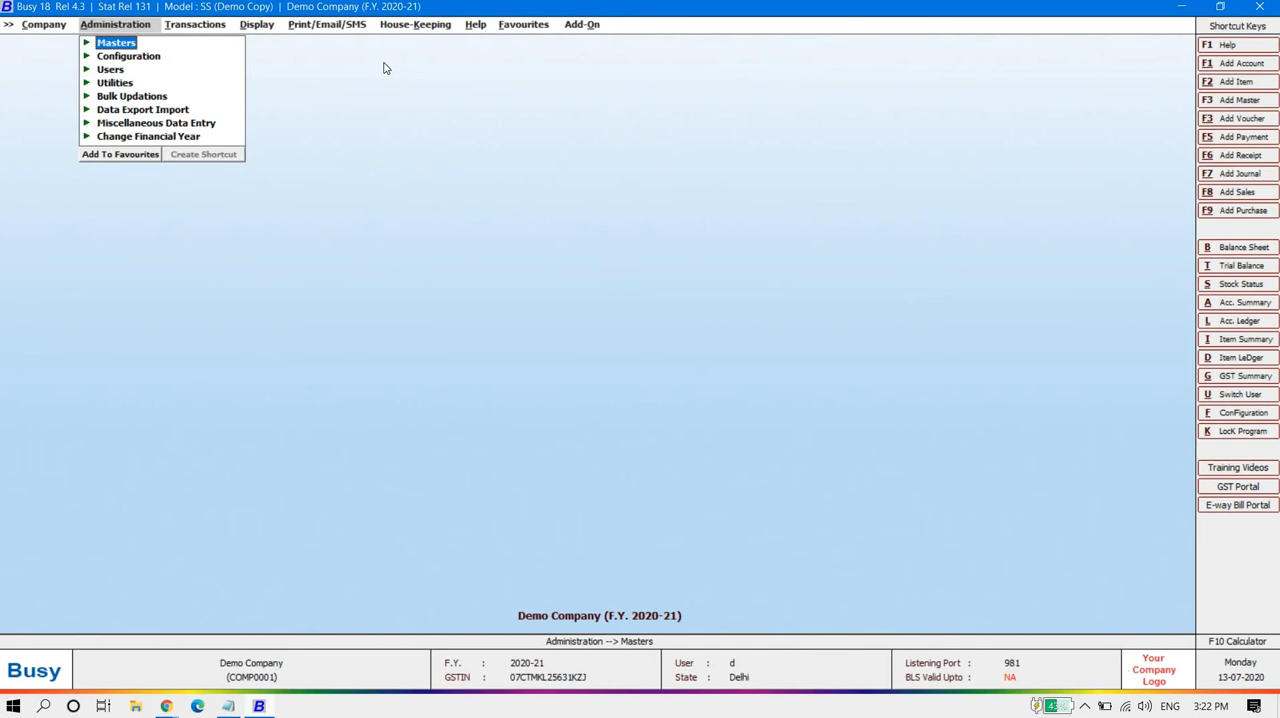 Busy 18 Rel 4.3 | Stat Rel 131 | Model : SS (Demo Copy) | Demo Company (F.Y. 2020-21)
>> Company Administration Transactions Display Print/Email/SMS House-Keeping Help Favourites Add-On
Shortcut Keys
Masters
Configuration
Users
Utilities
Bulk Updations
Data Export Import
Miscellaneous Data Entry
Change Financial Year
Add To Favourites Create Shortcut
F1 Help
F1 Add Account
F2 Add Item
F3 Add Master
F3 Add Voucher
F5 Add Payment
F6 Add Receipt
F7 Add Journal
F8 Add Sales
F9 Add Purchase
B Balance Sheet
T Trial Balance
S Stock Status
A Acc. Summary
L Acc. Ledger
I Item Summary
D Item LeDger
G GST Summary
U Switch User
F ConFiguration
K LocK Program
Training Videos
GST Portal
E-way Bill Portal
Demo Company (F.Y. 2020-21)
Administration --> Masters
F10 Calculator
Busy
Demo Company
(COMP0001)
F.Y. : 2020-21
GSTIN : 07CTMKL25631KZJ
User : d
State : Delhi
Listening Port : 981
BLS Valid Upto : NA
Your
Company
Logo
Monday
13-07-2020
43%
ENG
3:22 PM